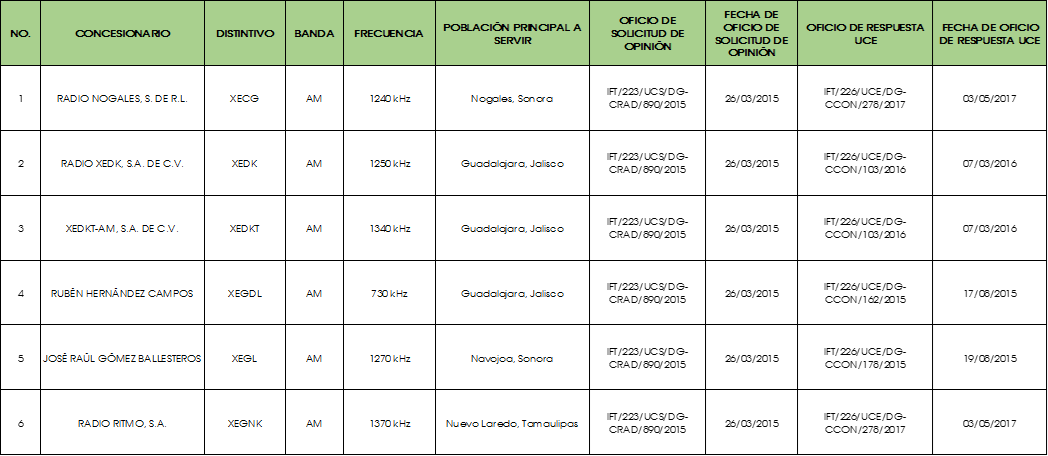 NO.
CONCESIONARIO
DISTINTIVO
BANDA
FRECUENCIA
POBLACIÓN PRINCIPAL A
SERVIR
OFICIO DE
SOLICITUD DE
OPINIÓN
FECHA DE
OFICIO DE
SOLICITUD DE
OPINIÓN
OFICIO DE RESPUESTA
UCE
FECHA DE OFICIO
DE RESPUESTA UCE
1
RADIO NOGALES, S. DE R.L.
XECG
AM
1240 kHz
Nogales, Sonora
IFT/223/UCS/DG-
CRAD/890/2015
26/03/2015
IFT/226/UCE/DG-
CCON/278/2017
03/05/2017
2
RADIO XEDK, S.A. DE C.V.
XEDK
AM
1250 kHz
Guadalajara, Jalisco
IFT/223/UCS/DG-
CRAD/890/2015
26/03/2015
IFT/226/UCE/DG-
CCON/103/2016
07/03/2016
3
XEDKT-AM, S.A. DE C.V.
XEDKT
AM
1340 kHz
Guadalajara, Jalisco
IFT/223/UCS/DG-
CRAD/890/2015
26/03/2015
IFT/226/UCE/DG-
CCON/103/2016
07/03/2016
4
RUBÉN HERNÁNDEZ CAMPOS
XEGDL
AM
730 kHz
Guadalajara, Jalisco
IFT/223/UCS/DG-
CRAD/890/2015
26/03/2015
IFT/226/UCE/DG-
CCON/162/2015
17/08/2015
5
JOSÉ RAÚL GÓMEZ BALLESTEROS
XEGL
AM
1270 kHz
Navojoa, Sonora
IFT/223/UCS/DG-
CRAD/890/2015
26/03/2015
IFT/226/UCE/DG-
CCON/178/2015
19/08/2015
6
RADIO RITMO, S.A.
XEGNK
AM
1370 kHz
Nuevo Laredo, Tamaulipas
IFT/223/UCS/DG-
CRAD/890/2015
26/03/2015
IFT/226/UCE/DG-
CCON/278/2017
03/05/2017